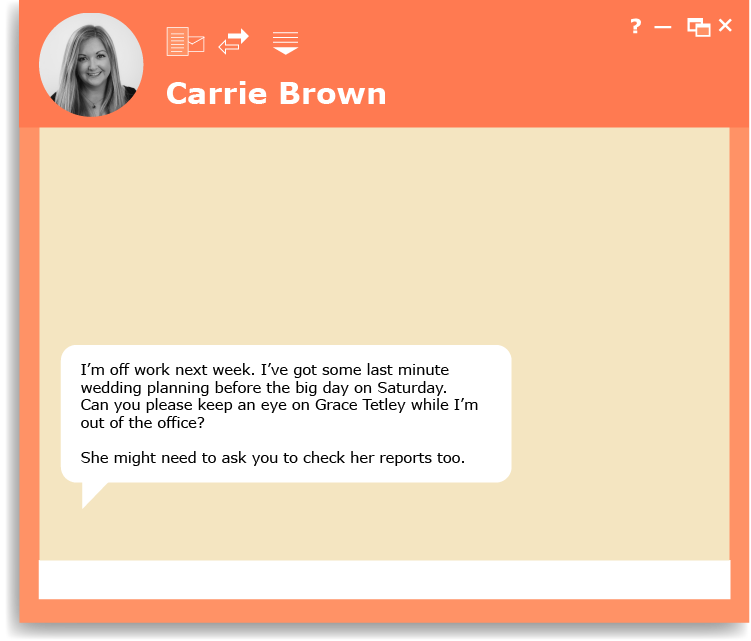 ?
Carrie Brown
I’m off work next week. I’ve got some last minute
wedding planning before the big day on Saturday.
Can you please keep an eye on Grace Tetley while I’m
out of the office?
She might need to ask you to check her reports too.